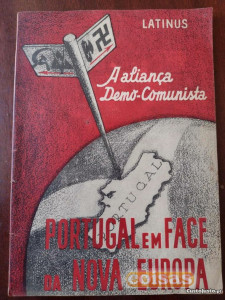 LATINUS
A aliança
Demo-Comunista
PORTUGAL
PORTUGAL EM FACE
DA NOVA EUROPA